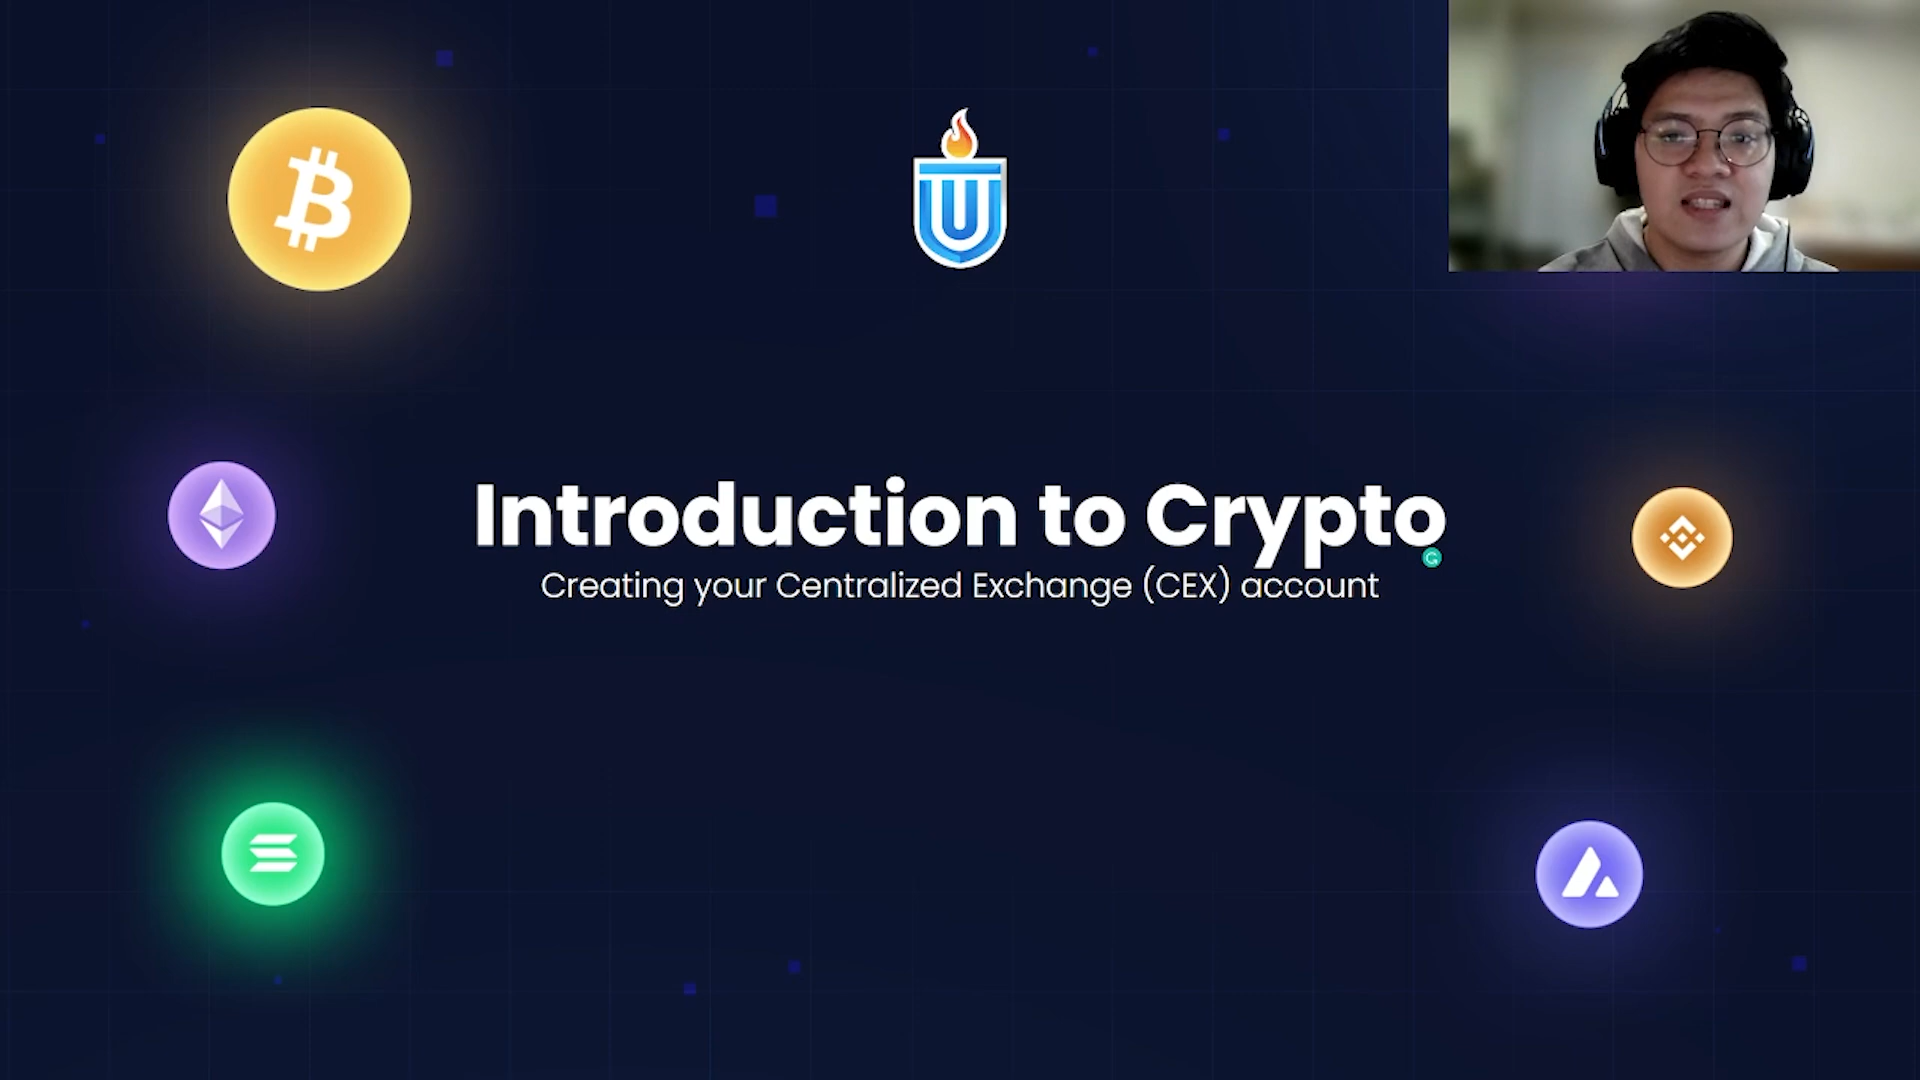 U
Introduction to Crypto
Creating your Centralized Exchange (CEX) account